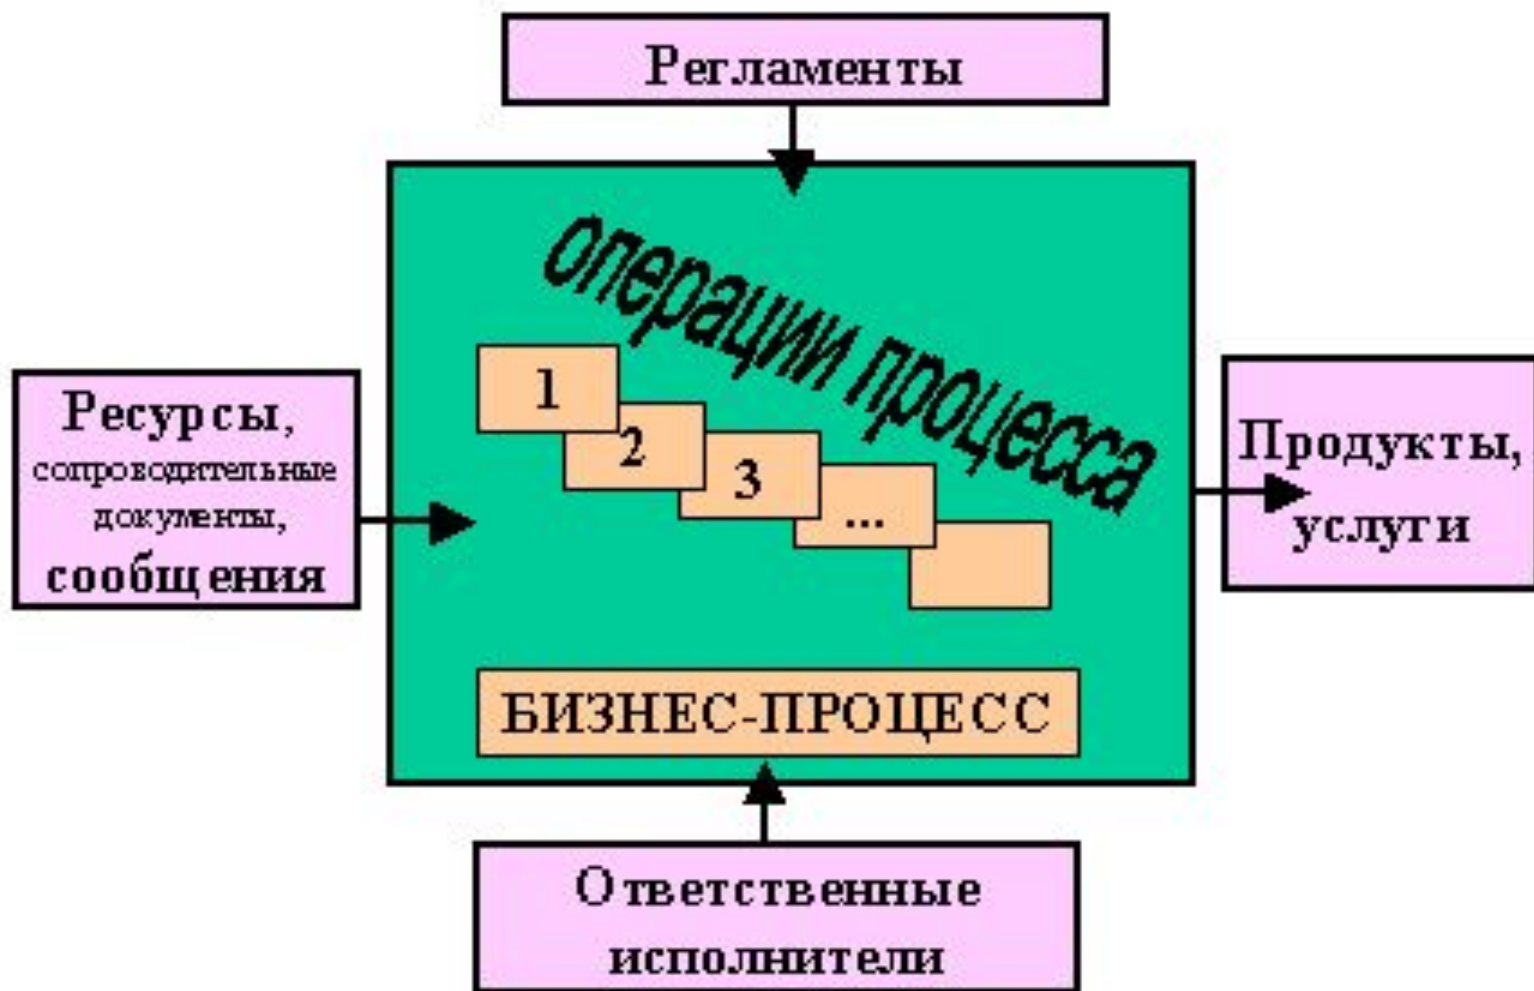 Регламенты
операции процесса
1
2
3
...
Ресурсы,
сопроводительные
документы,
сообщения
Продукты,
услуги
БИЗНЕС-ПРОЦЕСС
Ответственные
исполнители